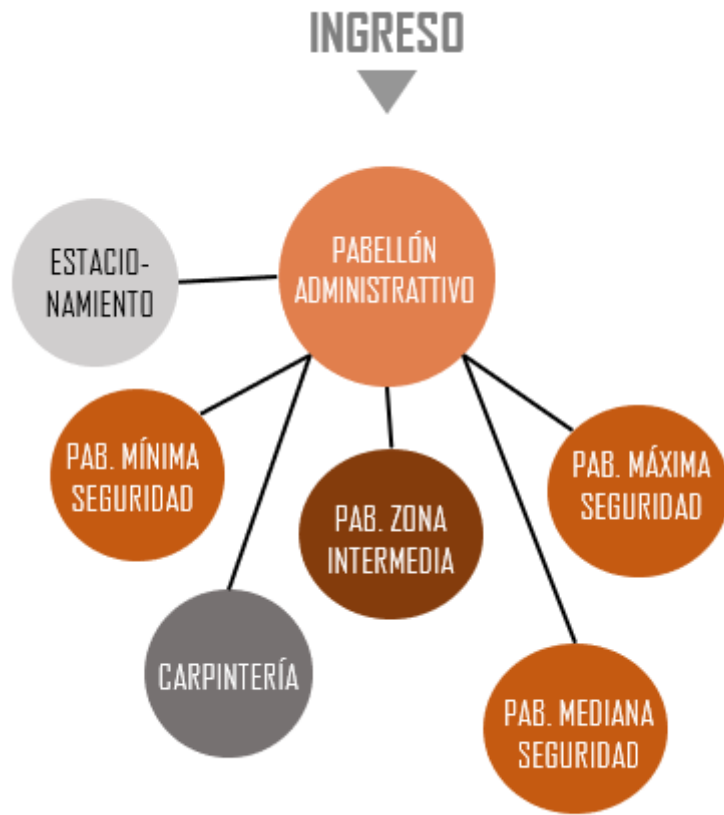 INGRESO
PABELLÓN
ADMINISTRATTIVO
ESTACIO-
NAMIENTO
PAB. MÍNIMA
SEGURIDAD
PAB. MÁXIMA
SEGURIDAD
PAB. ZONA
INTERMEDIA
CARPINTERÍA
PAB. MEDIANA
SEGURIDAD